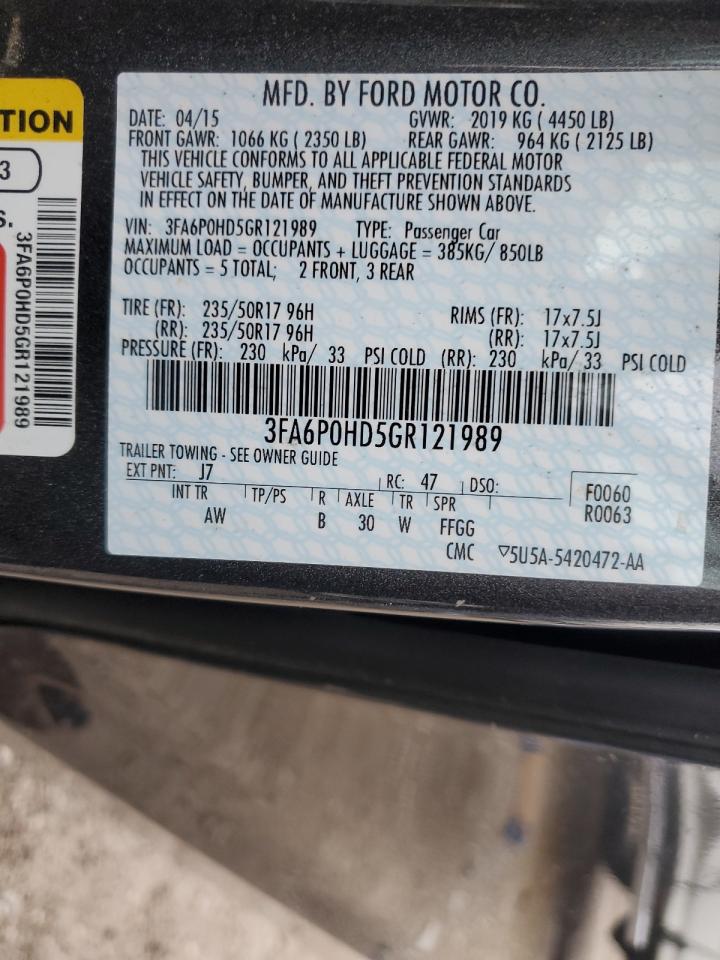 TION
3
S.
3FA6P0HD5GR121989
MFD. BY FORD MOTOR CO.
DATE: 04/15 GVWR: 2019 KG ( 4450 LB)
FRONT GAWR: 1066 KG ( 2350 LB) REAR GAWR: 964 KG ( 2125 LB)
THIS VEHICLE CONFORMS TO ALL APPLICABLE FEDERAL MOTOR
VEHICLE SAFETY, BUMPER, AND THEFT PREVENTION STANDARDS
IN EFFECT ON THE DATE OF MANUFACTURE SHOWN ABOVE.
VIN: 3FA6P0HD5GR121989 TYPE: Passenger Car
MAXIMUM LOAD = OCCUPANTS + LUGGAGE = 385KG/ 850LB
OCCUPANTS = 5 TOTAL; 2 FRONT, 3 REAR
TIRE (FR): 235/50R17 96H RIMS (FR): 17x7.5J
(RR): 235/50R17 96H (RR): 17x7.5J
PRESSURE (FR): 230 kPa/ 33 PSI COLD (RR): 230 kPa/ 33 PSI COLD
3FA6P0HD5GR121989
TRAILER TOWING - SEE OWNER GUIDE
EXT PNT: J7 RC: 47 DSO: F0060
INT TR TP/PS R AXLE TR SPR R0063
AW B 30 W FFGG
CMC ▽5U5A-5420472-AA